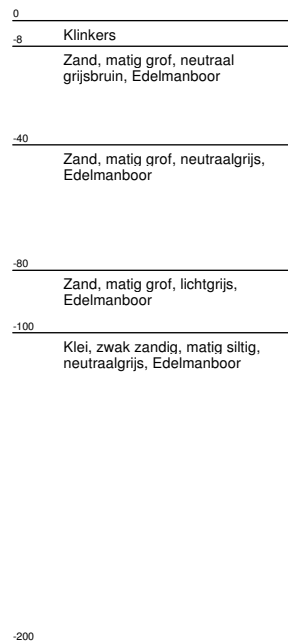 0
Klinkers
-8
Zand, matig grof, neutraal
grijsbruin, Edelmanboor
-40
Zand, matig grof, neutraalgrijs,
Edelmanboor
-80
Zand, matig grof, lichtgrijs,
Edelmanboor
-100
Klei, zwak zandig, matig siltig,
neutraalgrijs, Edelmanboor
-200